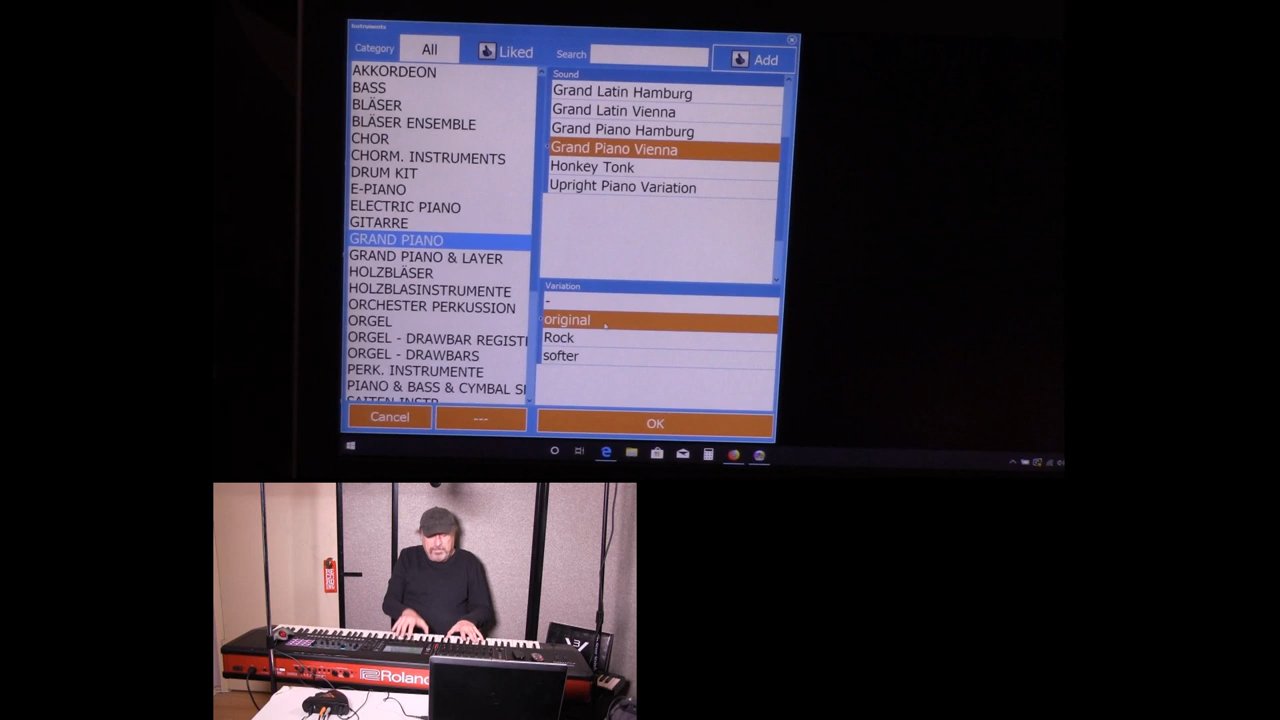 Instruments
Category All Liked Search Add
AKKORDEON
BASS
BLÄSER
BLÄSER ENSEMBLE
CHOR
CHORM. INSTRUMENTS
DRUM KIT
E-PIANO
ELECTRIC PIANO
GITARRE
GRAND PIANO
GRAND PIANO & LAYER
HOLZBLÄSER
HOLZBLASINSTRUMENTE
ORCHESTER PERKUSSION
ORGEL
ORGEL - DRAWBAR REGISTI
ORGEL - DRAWBARS
PERK. INSTRUMENTE
PIANO & BASS & CYMBAL SI
SAITEN INSTR
Sound
Grand Latin Hamburg
Grand Latin Vienna
Grand Piano Hamburg
Grand Piano Vienna
Honkey Tonk
Upright Piano Variation
Variation
-
original
Rock
softer
Cancel --- OK
Roland